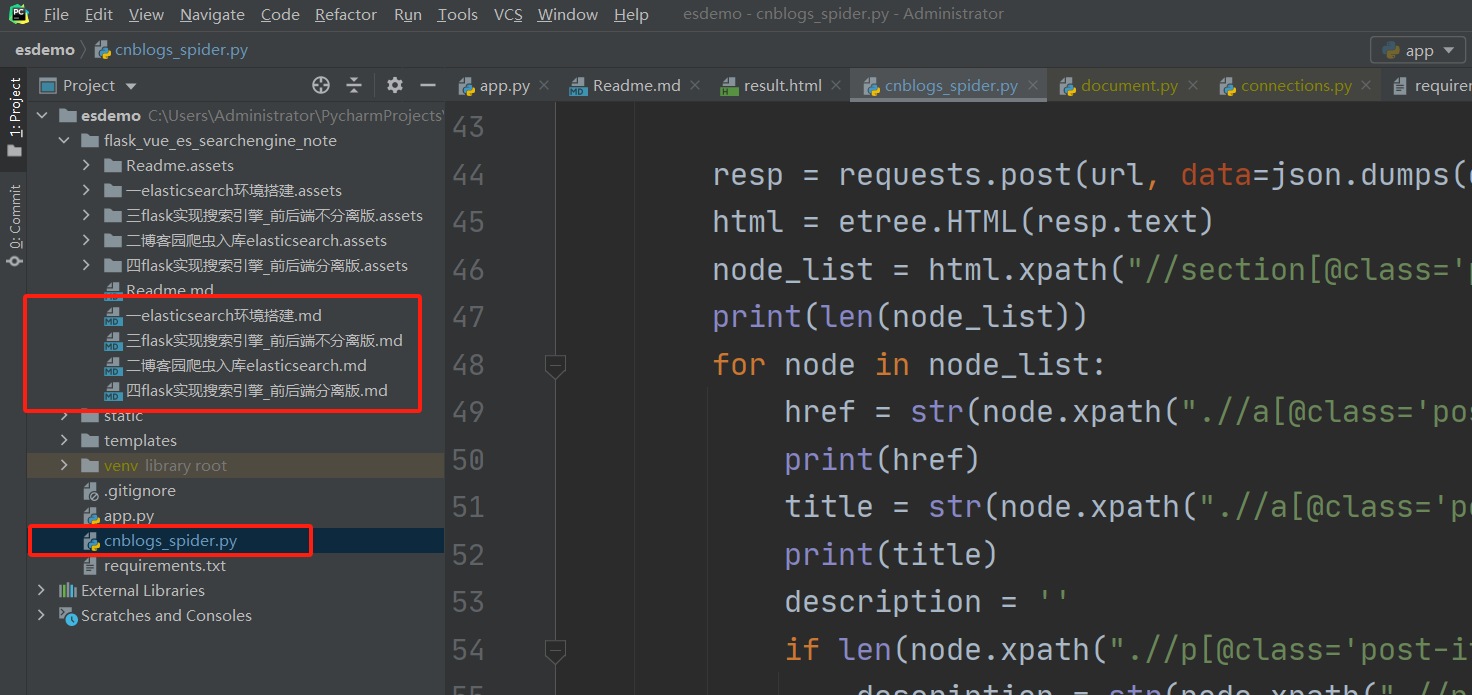 PC File Edit View Navigate Code Refactor Run Tools VCS Window Help esdemo - cnblogs_spider.py - Administrator
esdemo cnblogs_spider.py app
1: Project
0: Commit
Project
app.py Readme.md result.html cnblogs_spider.py document.py connections.py
esdemo C:\Users\Administrator\PycharmProjects\
flask_vue_es_searchengine_note
Readme.assets
一elasticsearch环境搭建.assets
三flask实现搜索引擎_前后端不分离版.assets
二博客园爬虫入库elasticsearch.assets
四flask实现搜索引擎_前后端分离版.assets
Readme.md
一elasticsearch环境搭建.md
三flask实现搜索引擎_前后端不分离版.md
二博客园爬虫入库elasticsearch.md
四flask实现搜索引擎_前后端分离版.md
static
templates
venv library root
.gitignore
app.py
cnblogs_spider.py
requirements.txt
External Libraries
Scratches and Consoles
43
44 resp = requests.post(url, data=json.dumps(
45 html = etree.HTML(resp.text)
46 node_list = html.xpath("//section[@class='
47 print(len(node_list))
48 for node in node_list:
49 href = str(node.xpath(".//a[@class='pos
50 print(href)
51 title = str(node.xpath(".//a[@class='
52 print(title)
53 description = ''
54 if len(node.xpath(".//p[@class='post-i
55 description = str(node.xpath(